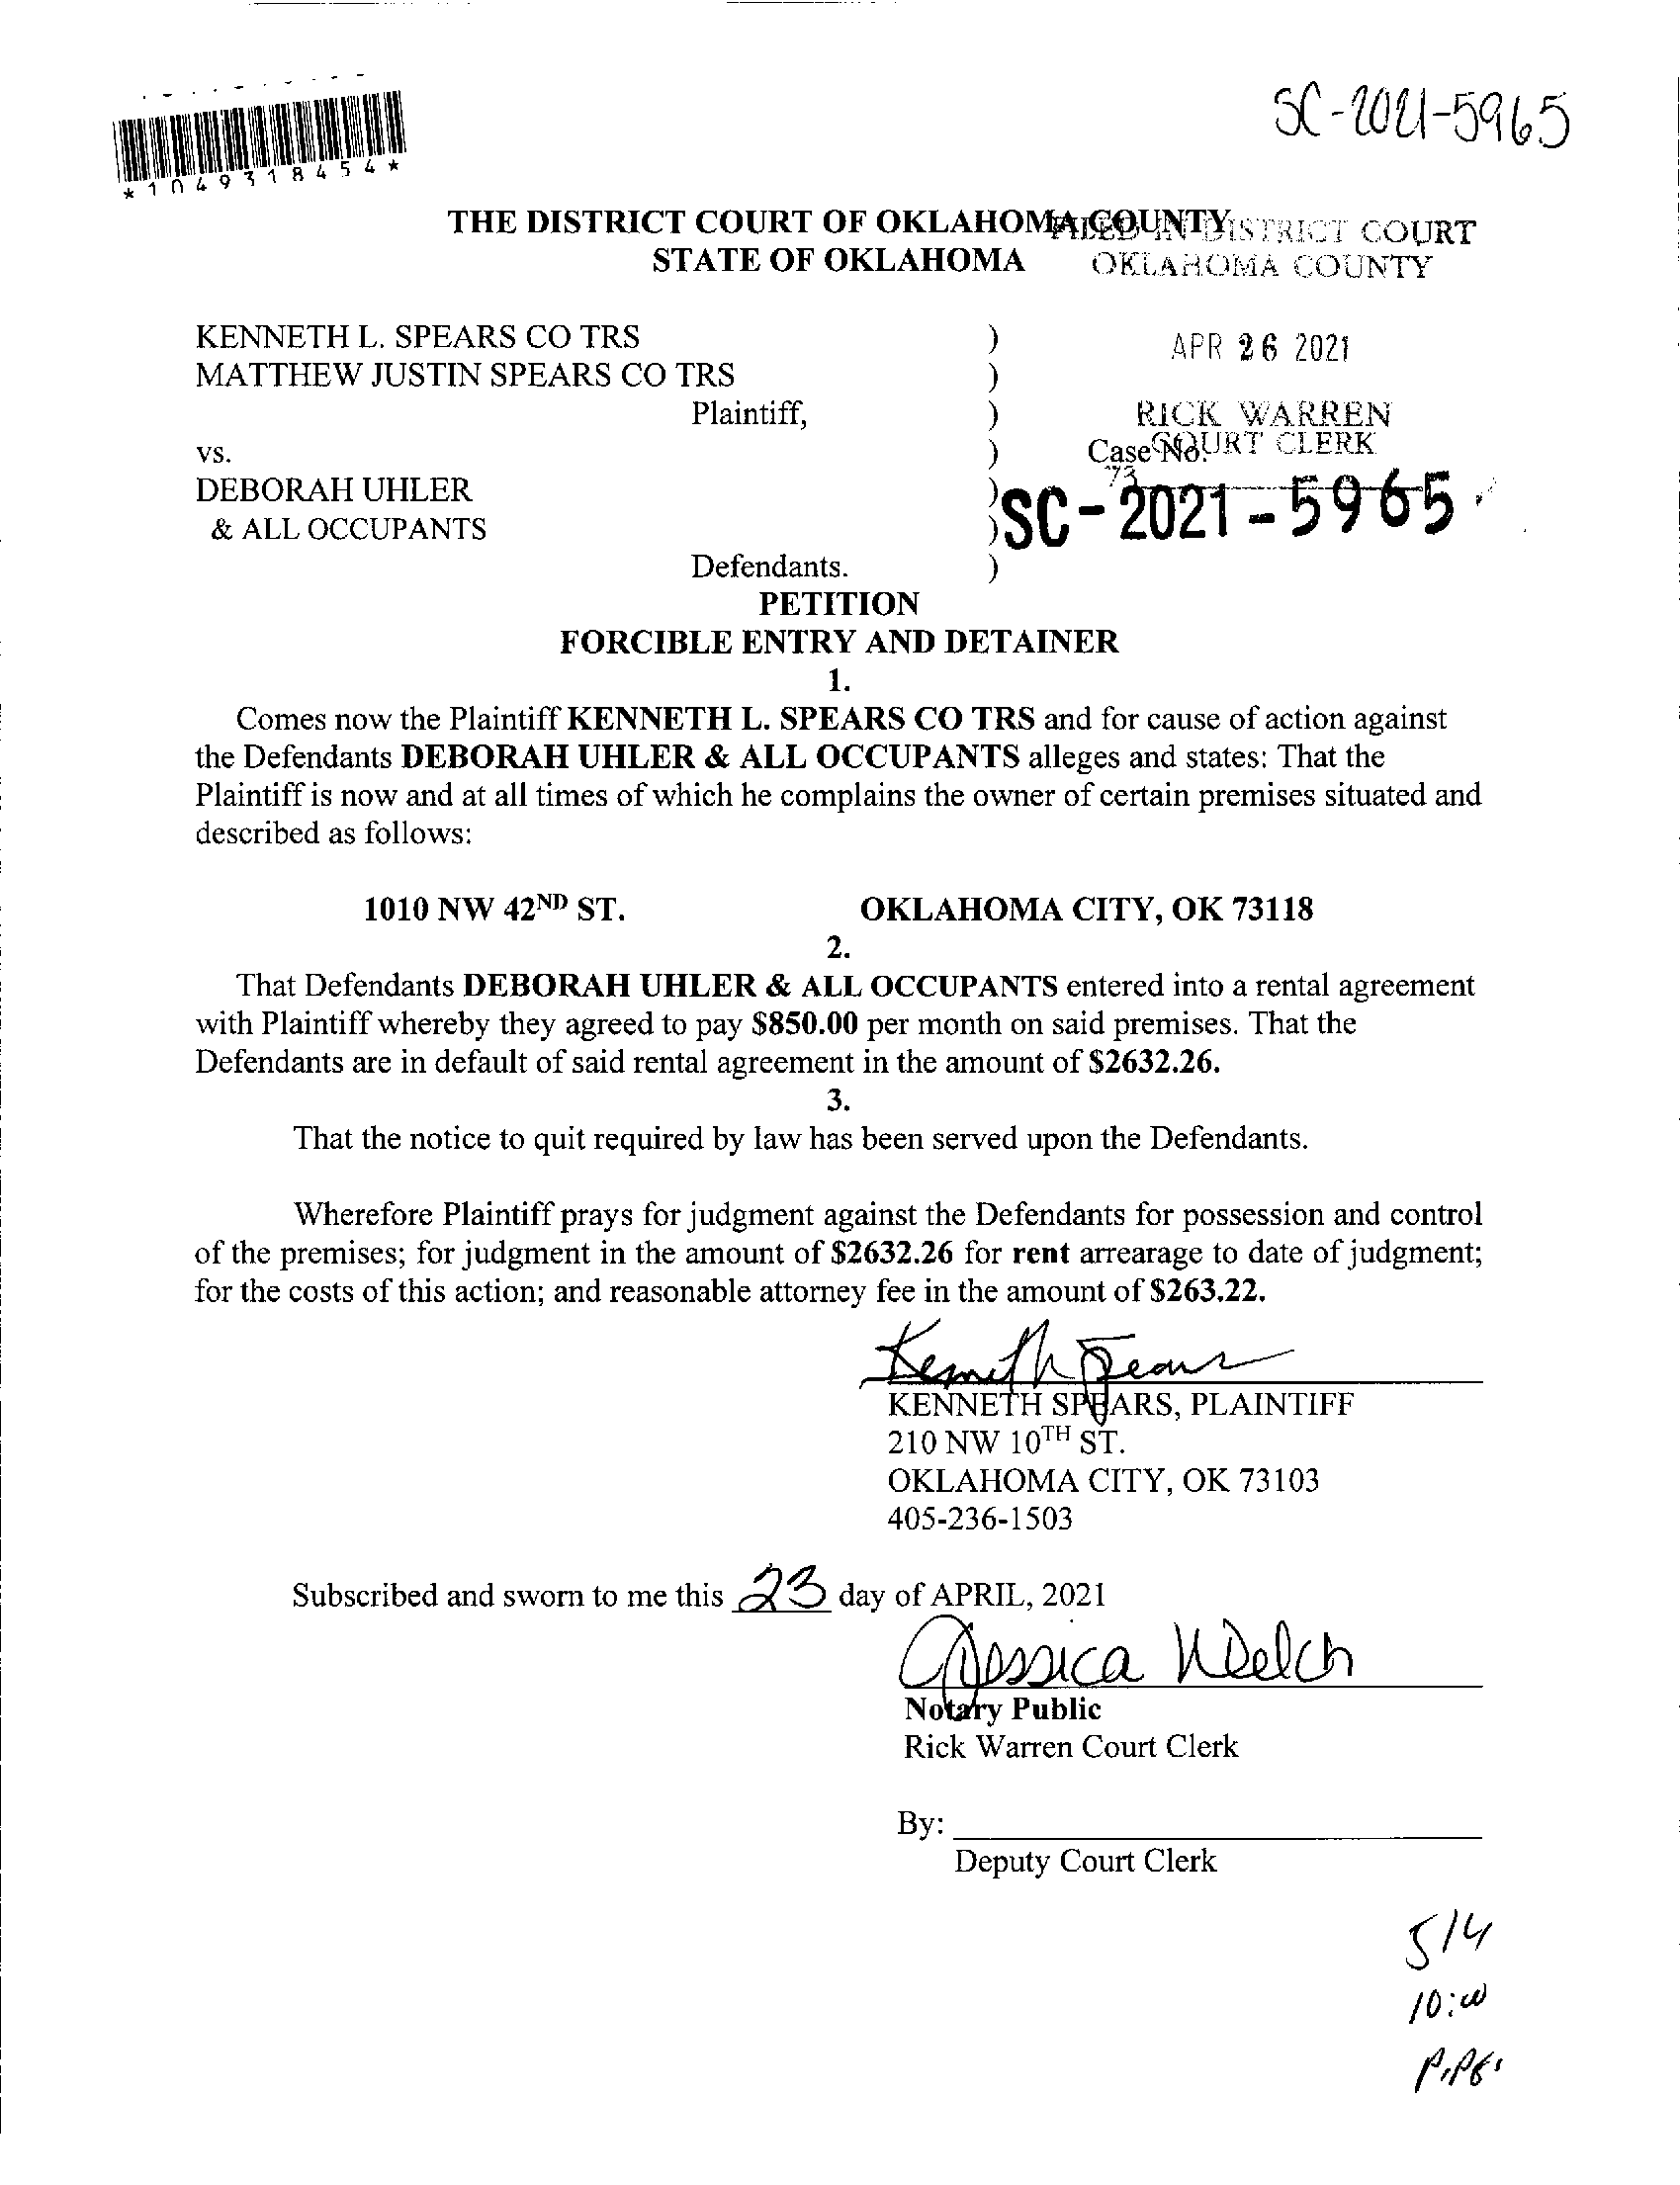 SC-2021-5965
*1049318454*
THE DISTRICT COURT OF OKLAHOMA COUNTY
STATE OF OKLAHOMA
FILED IN DISTRICT COURT
OKLAHOMA COUNTY
KENNETH L. SPEARS CO TRS )
MATTHEW JUSTIN SPEARS CO TRS )
APR 26 2021
Plaintiff, )
RICK WARREN
COURT CLERK
vs. ) Case No.
73
DEBORAH UHLER )
SC-2021-5965
& ALL OCCUPANTS )
Defendants. )
PETITION
FORCIBLE ENTRY AND DETAINER
1.
Comes now the Plaintiff KENNETH L. SPEARS CO TRS and for cause of action against
the Defendants DEBORAH UHLER & ALL OCCUPANTS alleges and states: That the
Plaintiff is now and at all times of which he complains the owner of certain premises situated and
described as follows:
1010 NW 42ND ST. OKLAHOMA CITY, OK 73118
2.
That Defendants DEBORAH UHLER & ALL OCCUPANTS entered into a rental agreement
with Plaintiff whereby they agreed to pay $850.00 per month on said premises. That the
Defendants are in default of said rental agreement in the amount of $2632.26.
3.
That the notice to quit required by law has been served upon the Defendants.
Wherefore Plaintiff prays for judgment against the Defendants for possession and control
of the premises; for judgment in the amount of $2632.26 for rent arrearage to date of judgment;
for the costs of this action; and reasonable attorney fee in the amount of $263.22.
Kenneth Spears
KENNETH SPEARS, PLAINTIFF
210 NW 10TH ST.
OKLAHOMA CITY, OK 73103
405-236-1503
Subscribed and sworn to me this 23 day of APRIL, 2021
Jessica Welch
Notary Public
Rick Warren Court Clerk
By:
Deputy Court Clerk
5/4
10:00